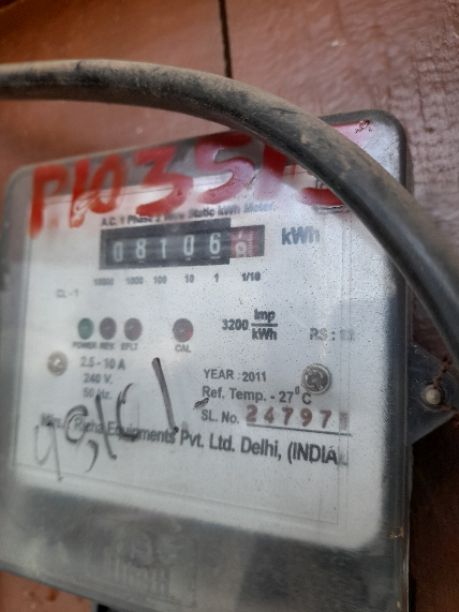 A.C. 1 Phase 2 Wire Static kWh Meter
08106 8 kWh
10000 1000 100 10 1 1/10
CL - 1
3200 Imp/kWh
POWER REV EFLT CAL
2.5 - 10 A
240 V.
50 Hz.
YEAR : 2011
Ref. Temp. - 27°C
SL. No. 24797
Equipments Pvt. Ltd. Delhi, (INDIA